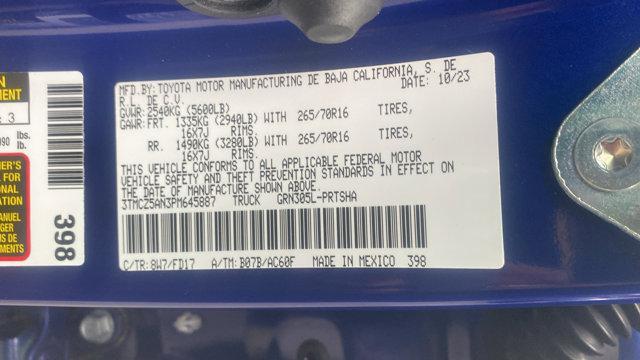 MFD.BY: TOYOTA MOTOR MANUFACTURING DE BAJA CALIFORNIA, S. DE
R.L. DE C.V. DATE: 10/23
GVWR: 2540KG (5600LB)
GAWR: FRT. 1335KG (2940LB) WITH 265/70R16 TIRES,
16X7J RIMS.
RR. 1490KG (3280LB) WITH 265/70R16 TIRES,
16X7J RIMS.
THIS VEHICLE CONFORMS TO ALL APPLICABLE FEDERAL MOTOR
VEHICLE SAFETY AND THEFT PREVENTION STANDARDS IN EFFECT ON
THE DATE OF MANUFACTURE SHOWN ABOVE.
3TMCZ5AN3PM645887 TRUCK GRN305L-PRTSHA
C/TR: 8W7/FD17 A/TM: B07B/AC60F MADE IN MEXICO 398
: 3
lbs.
lb.
398